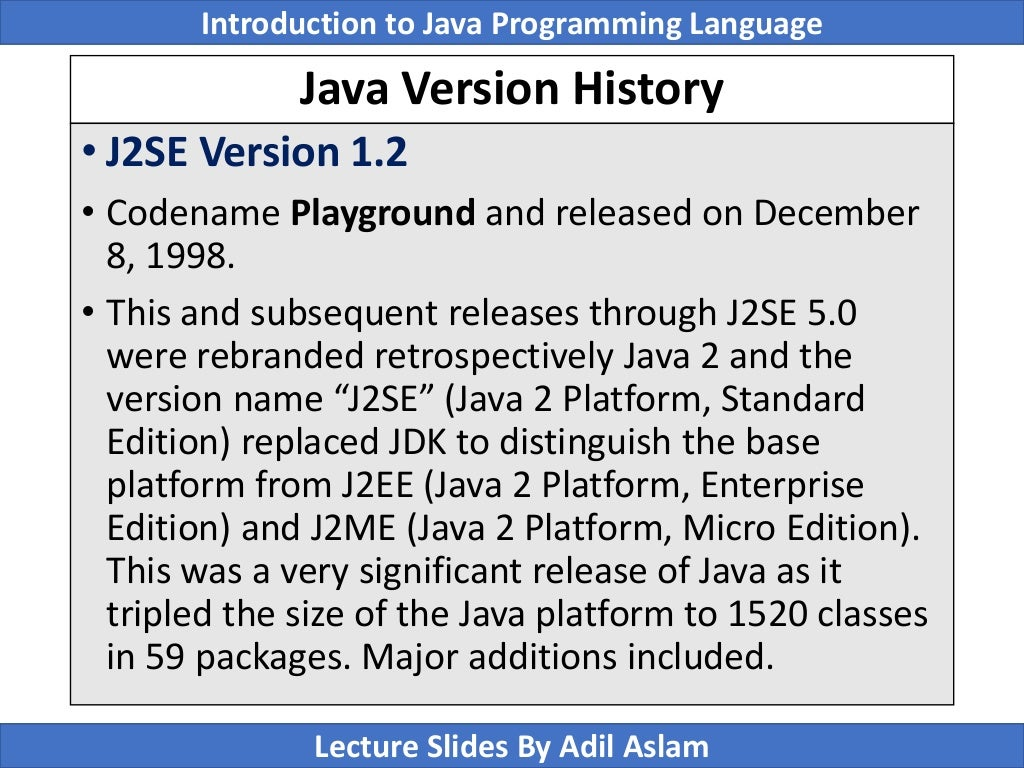 Introduction to Java Programming Language
Java Version History
• J2SE Version 1.2
• Codename Playground and released on December
8, 1998.
• This and subsequent releases through J2SE 5.0
were rebranded retrospectively Java 2 and the
version name “J2SE” (Java 2 Platform, Standard
Edition) replaced JDK to distinguish the base
platform from J2EE (Java 2 Platform, Enterprise
Edition) and J2ME (Java 2 Platform, Micro Edition).
This was a very significant release of Java as it
tripled the size of the Java platform to 1520 classes
in 59 packages. Major additions included.
Lecture Slides By Adil Aslam